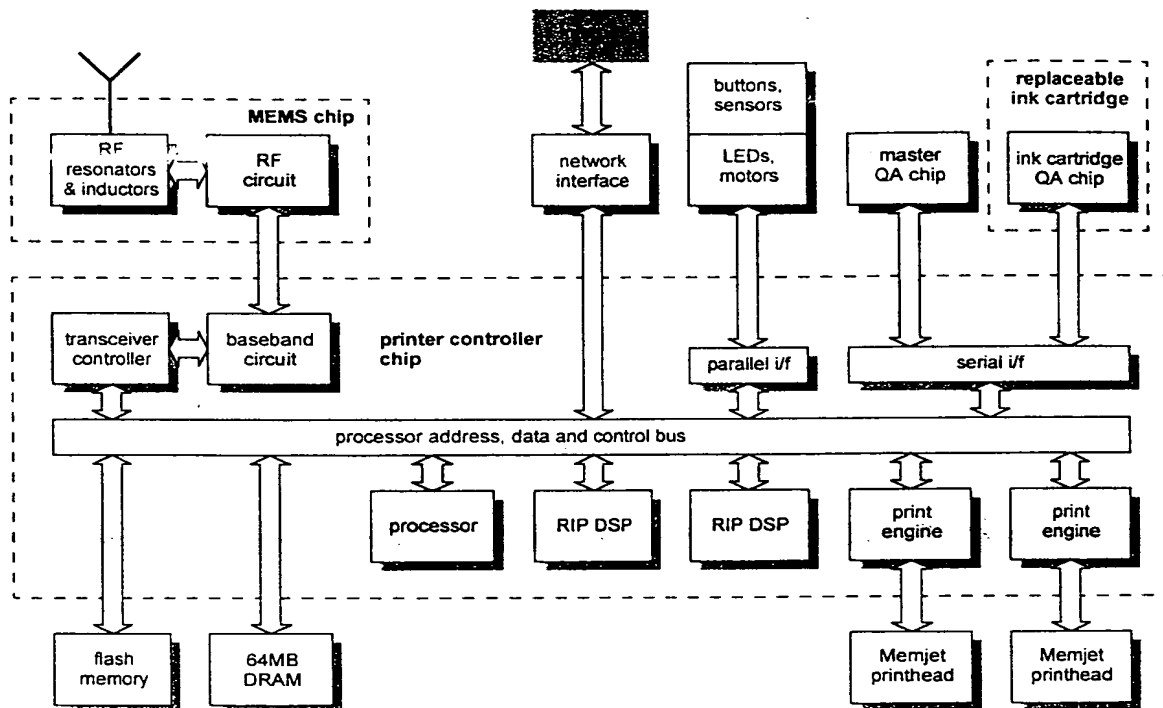 MEMS chip
RF
resonators
& inductors
RF
circuit
network
interface
buttons,
sensors
LEDs,
motors
master
QA chip
replaceable
ink cartridge
ink cartridge
QA chip
transceiver
controller
baseband
circuit
printer controller
chip
parallel i/f
serial i/f
processor address, data and control bus
processor
RIP DSP
RIP DSP
print
engine
print
engine
flash
memory
64MB
DRAM
Memjet
printhead
Memjet
printhead